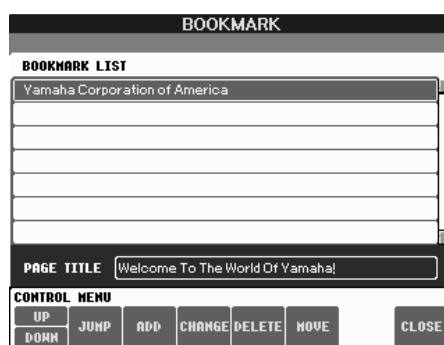 BOOKMARK
BOOKMARK LIST
Yamaha Corporation of America
PAGE TITLE Welcome To The World Of Yamaha!
CONTROL MENU
UP
DOWN
JUMP ADD CHANGE DELETE MOVE CLOSE